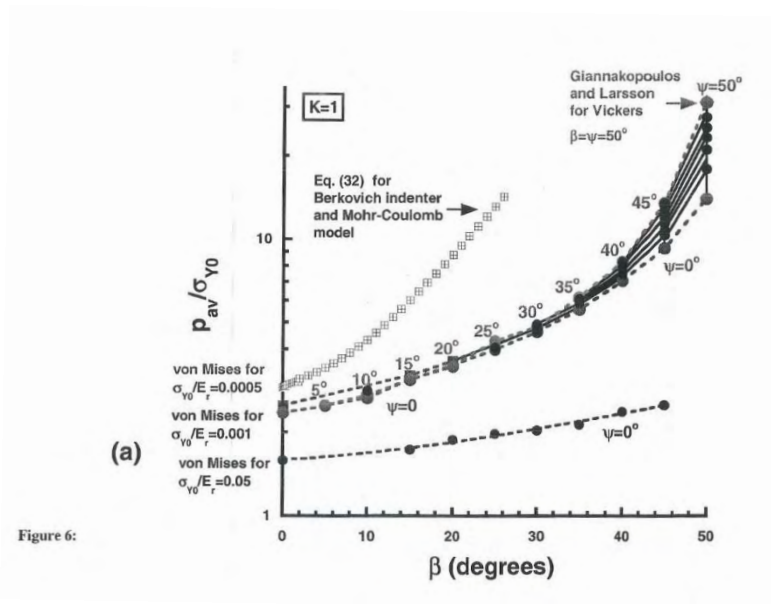 Giannakopoulos
and Larsson
for Vickers
β=ψ=50°
ψ=50°
K=1
Eq. (32) for
Berkovich indenter
and Mohr-Coulomb
model
45°
40°
ψ=0°
35°
30°
25°
20°
15°
10°
5°
ψ=0
ψ=0°
10
1
p_av/σ_Y0
von Mises for
σ_Y0/E_r=0.0005
von Mises for
σ_Y0/E_r=0.001
von Mises for
σ_Y0/E_r=0.05
(a)
0 10 20 30 40 50
β (degrees)
Figure 6: